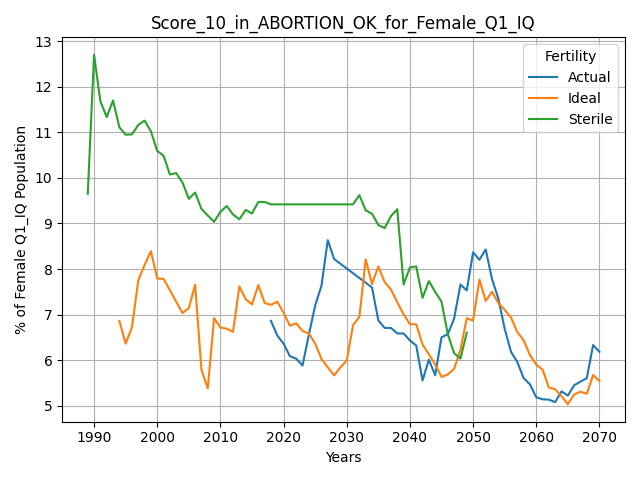 Score_10_in_ABORTION_OK_for_Female_Q1_IQ
% of Female Q1_IQ Population
13
12
11
10
9
8
7
6
5
Fertility
Actual
Ideal
Sterile
1990 2000 2010 2020 2030 2040 2050 2060 2070
Years